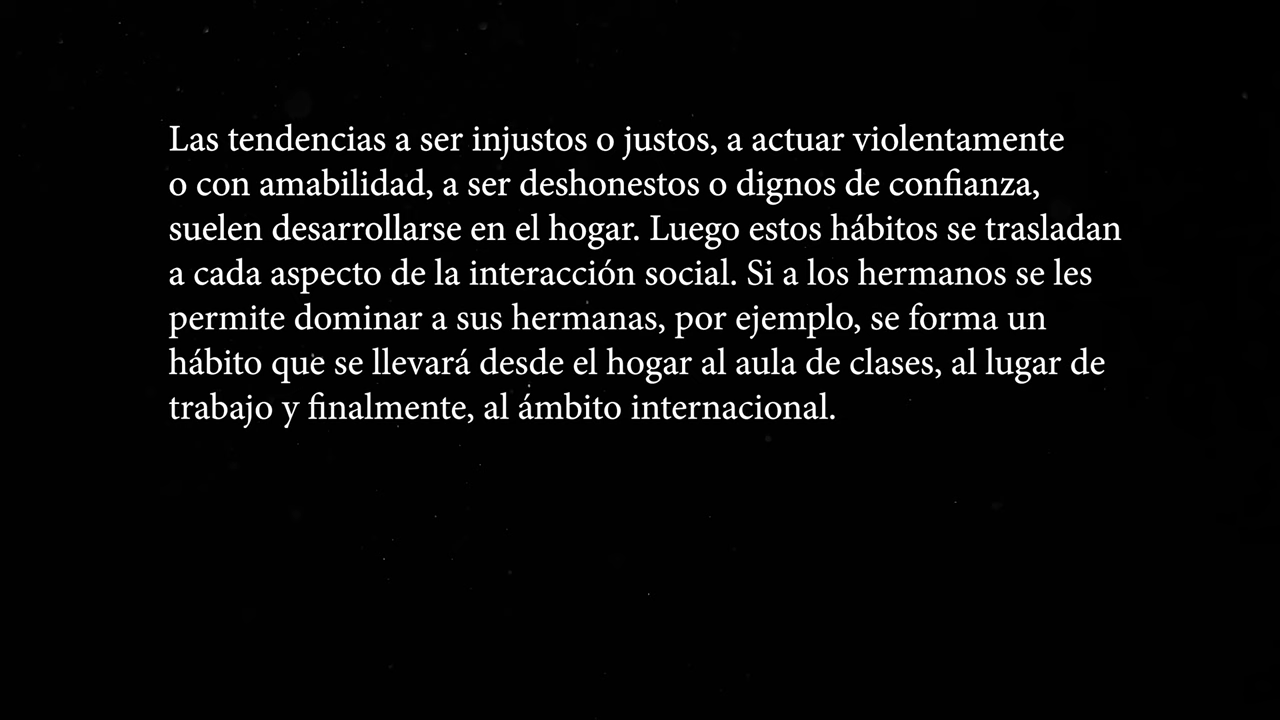 Las tendencias a ser injustos o justos, a actuar violentamente
o con amabilidad, a ser deshonestos o dignos de confianza,
suelen desarrollarse en el hogar. Luego estos hábitos se trasladan
a cada aspecto de la interacción social. Si a los hermanos se les
permite dominar a sus hermanas, por ejemplo, se forma un
hábito que se llevará desde el hogar al aula de clases, al lugar de
trabajo y finalmente, al ámbito internacional.